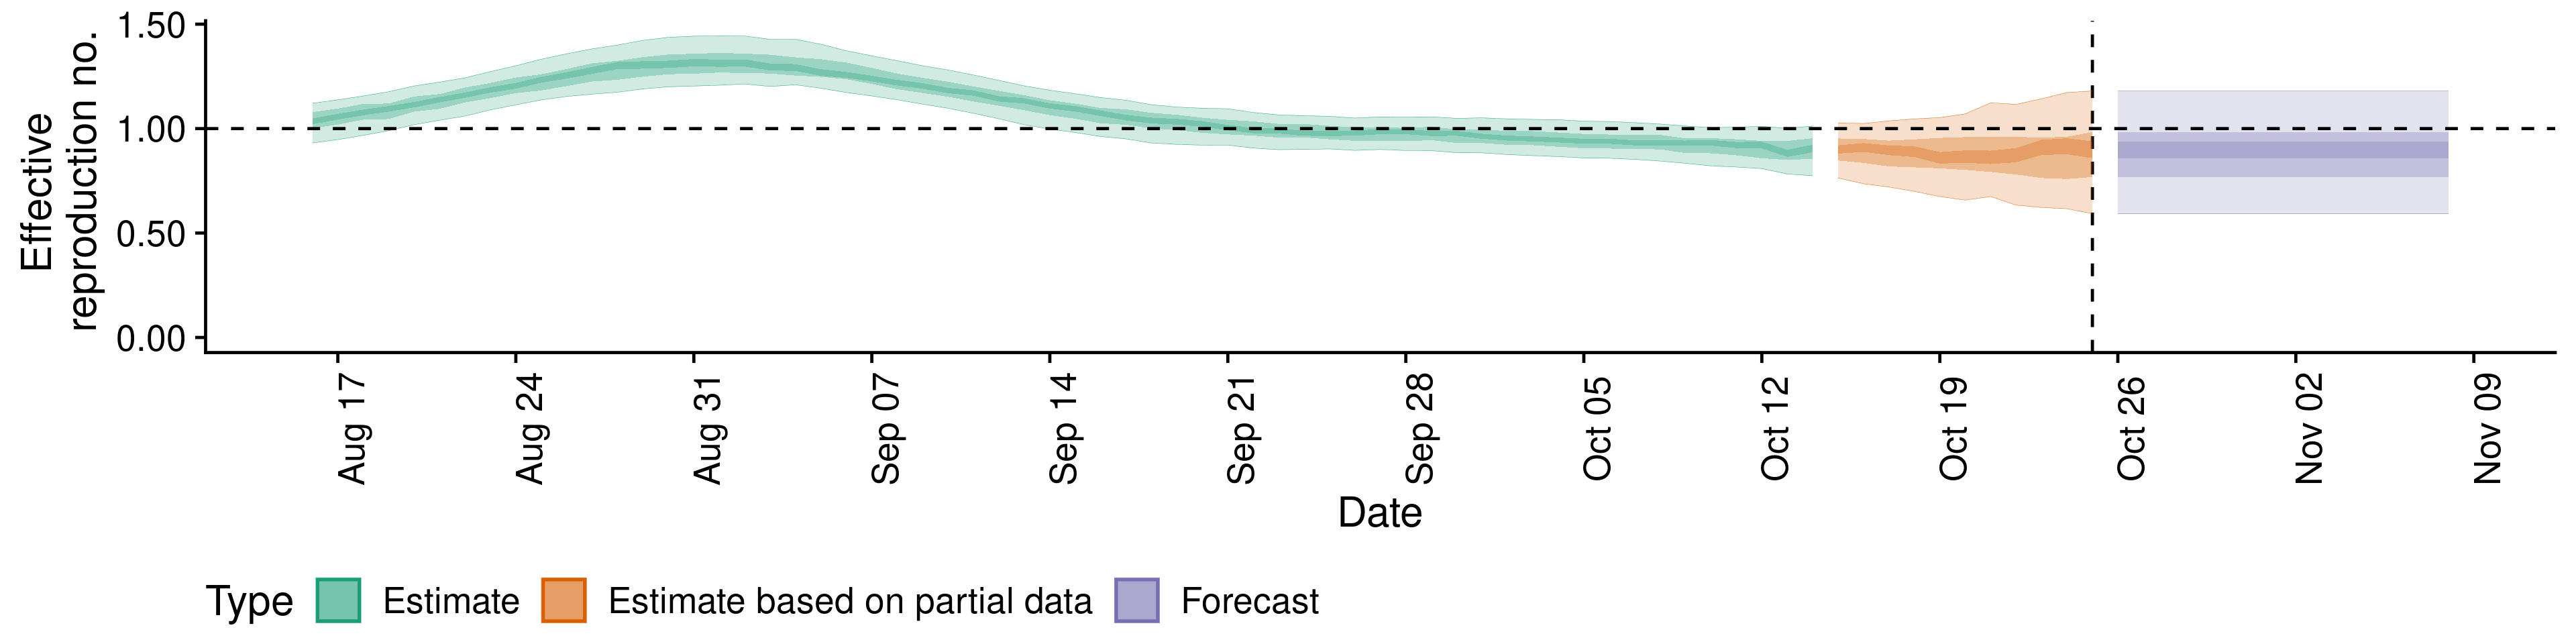 Effective
reproduction no.
1.50
1.00
0.50
0.00
Aug 17
Aug 24
Aug 31
Sep 07
Sep 14
Sep 21
Sep 28
Oct 05
Oct 12
Oct 19
Oct 26
Nov 02
Nov 09
Date
Type Estimate Estimate based on partial data Forecast